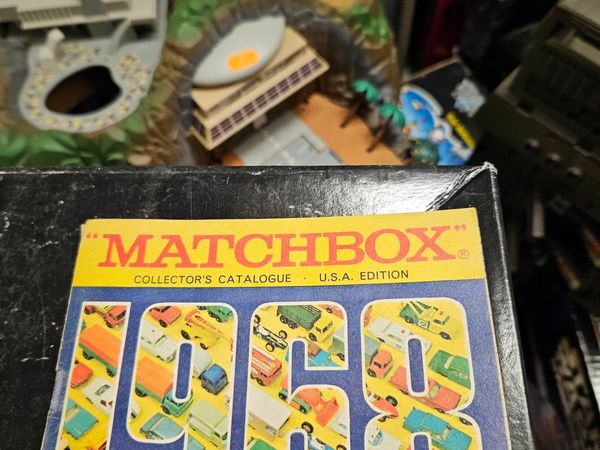 "MATCHBOX"®
COLLECTOR'S CATALOGUE · U.S.A. EDITION
1968